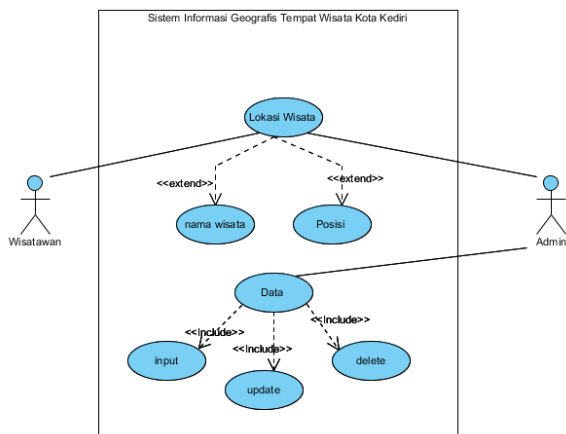 Sistem Informasi Geografis Tempat Wisata Kota Kediri
Lokasi Wisata
<<extend>>
<<extend>>
nama wisata
Posisi
Wisatawan
Admin
Data
<<Include>>
<<Include>>
<<Include>>
input
update
delete